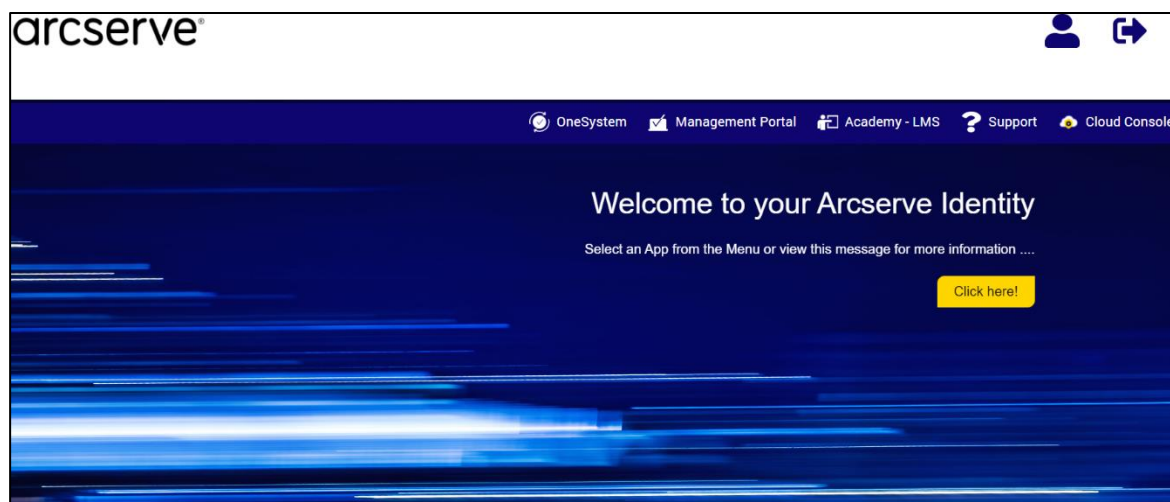 arcserve®
OneSystem Management Portal Academy - LMS Support Cloud Console
Welcome to your Arcserve Identity
Select an App from the Menu or view this message for more information ....
Click here!